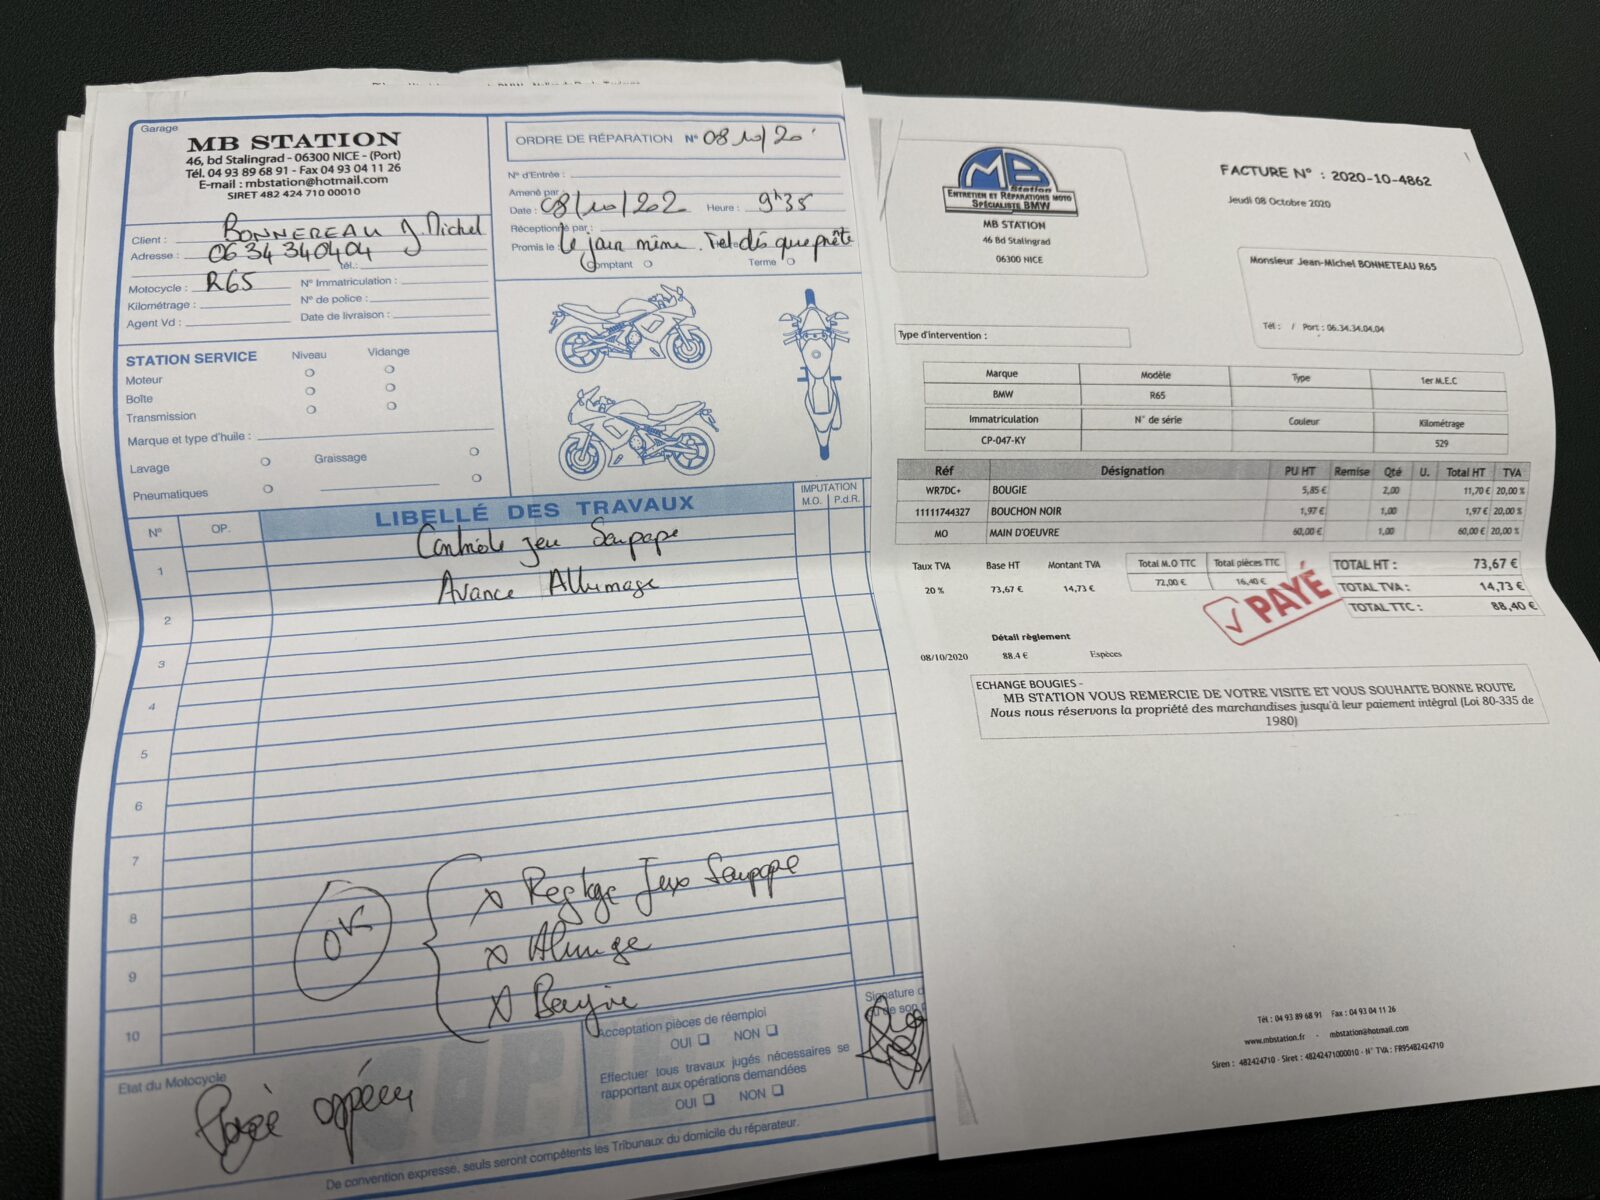 Garage
MB STATION
46, bd Stalingrad - 06300 NICE - (Port)
Tél. 04 93 89 68 91 - Fax 04 93 04 11 26
E-mail : mbstation@hotmail.com
SIRET 482 424 710 00010
ORDRE DE RÉPARATION N° 08 10/20
N° d'Entrée :
Amené par
Date : 08/10/202 Heure : 9h35
Réceptionné par :
Promis le : Le jour même. Tel dès que prête
Comptant Terme
Client : BONNEREAU J. Michel
Adresse : 06 34 340404
tél. :
Motocycle : R65 N° Immatriculation :
Kilométrage : N° de police :
Agent Vd : Date de livraison :
STATION SERVICE Niveau Vidange
Moteur
Boîte
Transmission
Marque et type d'huile :
Lavage Graissage
Pneumatiques
N° OP. LIBELLÉ DES TRAVAUX IMPUTATION
M.O. P.d.R.
Contrôle jeu Soupape
1
Avance Allumage
2
3
4
5
6
7
8
9
10
OK
x Reglage Jeux Soupape
x Alumage
x Bougie
Acceptation pièces de réemploi
OUI NON
Effectuer tous travaux jugés nécessaires se
rapportant aux opérations demandées
OUI NON
Signature d
ou de son
Etat du Motocycle
De convention expresse, seuls seront compétents les Tribunaux du domicile du réparateur.
MB
Station
ENTRETIEN ET RÉPARATIONS MOTO
SPÉCIALISTE BMW
MB STATION
46 Bd Stalingrad
06300 NICE
FACTURE N° : 2020-10-4862
Jeudi 08 Octobre 2020
Monsieur Jean-Michel BONNETEAU R65
Tél : / Port : 06.34.34.04.04
Type d'intervention :
Marque Modèle Type 1er M.E.C
BMW R65
Immatriculation N° de série Couleur Kilométrage
CP-047-KY 529
Réf Désignation PU HT Remise Qté U. Total HT TVA
WR7DC+ BOUGIE 5,85 € 2,00 11,70 € 20,00 %
11111744327 BOUCHON NOIR 1,97 € 1,00 1,97 € 20,00 %
MO MAIN D'OEUVRE 60,00 € 1,00 60,00 € 20,00 %
Taux TVA Base HT Montant TVA Total M.O TTC Total pièces TTC TOTAL HT : 73,67 €
20 % 73,67 € 14,73 € 72,00 € 16,40 € TOTAL TVA : 14,73 €
TOTAL TTC : 88,40 €
PAYÉ
Détail règlement
08/10/2020 88.4 € Espèces
ECHANGE BOUGIES -
MB STATION VOUS REMERCIE DE VOTRE VISITE ET VOUS SOUHAITE BONNE ROUTE
Nous nous réservons la propriété des marchandises jusqu'à leur paiement intégral (Loi 80-335 de
1980)
Tél : 04 93 89 68 91 Fax : 04 93 04 11 26
www.mbstation.fr - mbstation@hotmail.com
Siren : 482424710 - Siret : 48242471000010 - N° TVA : FR95482424710